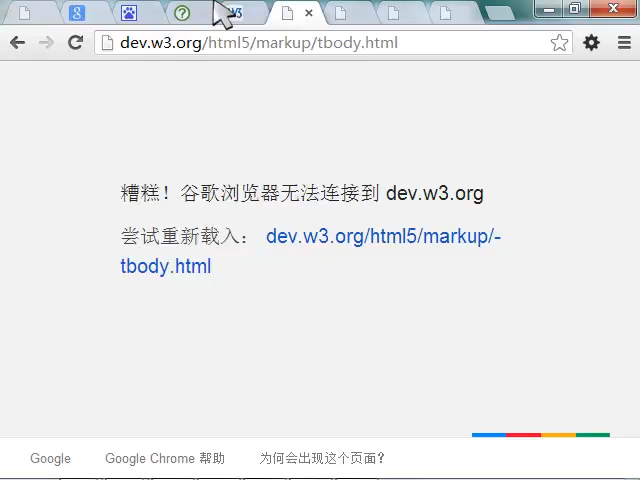 dev.w3.org/html5/markup/tbody.html
糟糕！谷歌浏览器无法连接到 dev.w3.org
尝试重新载入： dev.w3.org/html5/markup/-
tbody.html
Google Google Chrome 帮助 为何会出现这个页面?